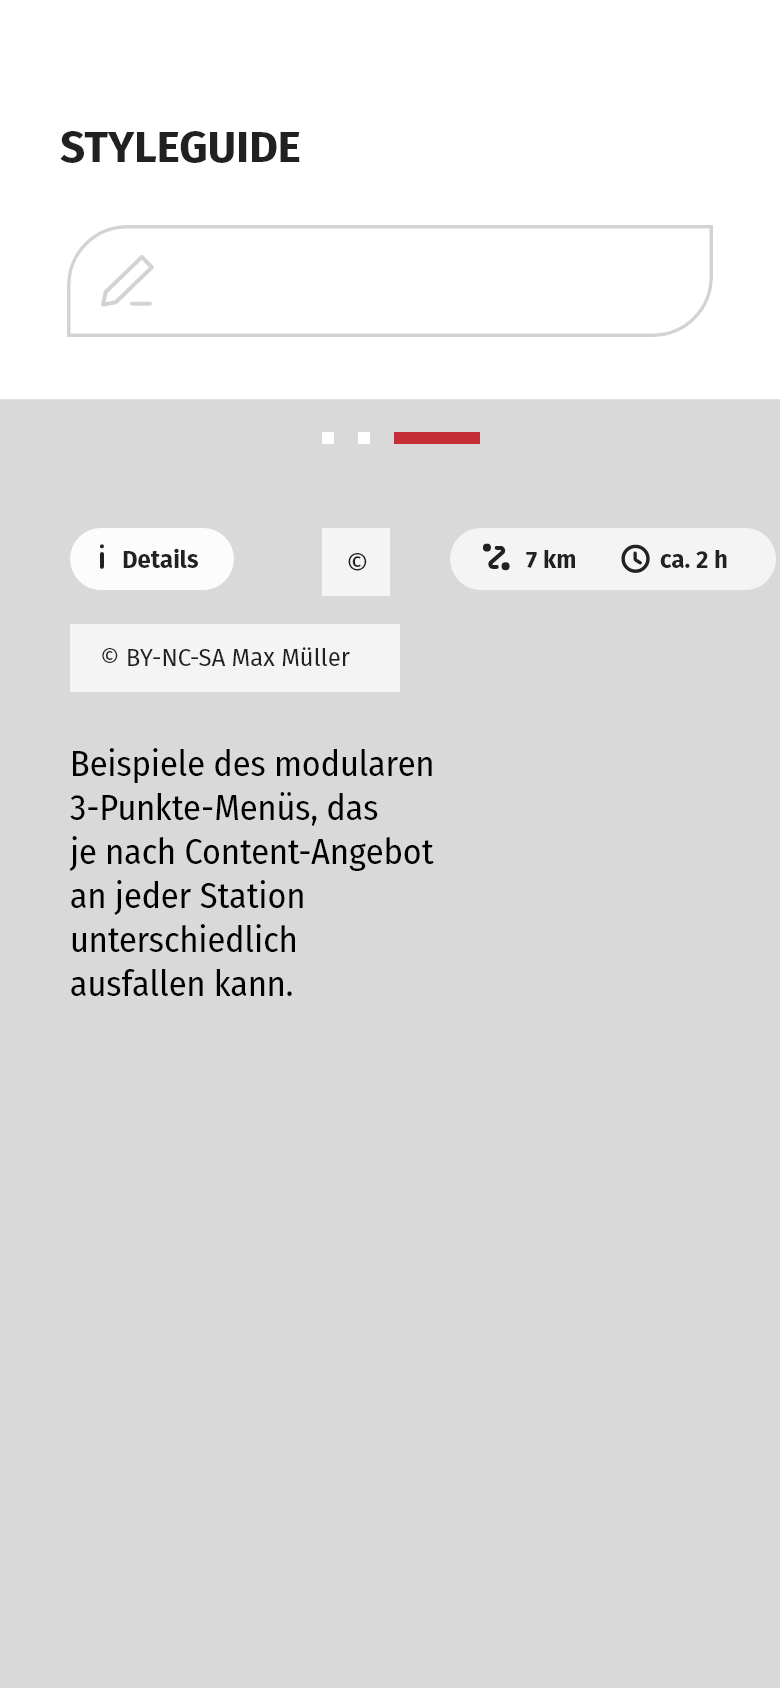 STYLEGUIDE
Details
©
7 km
ca. 2 h
© BY-NC-SA Max Müller
Beispiele des modularen
3-Punkte-Menüs, das
je nach Content-Angebot
an jeder Station
unterschiedlich
ausfallen kann.